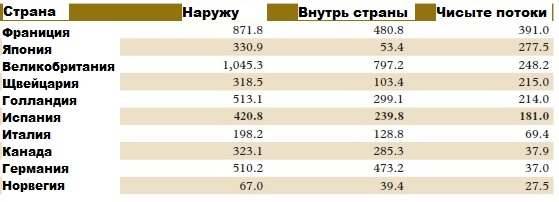 Страна Наружу Внутрь страны Чисыте потоки
Франиция 871.8 480.8 391.0
Япония 330.9 53.4 277.5
Великобритания 1,045.3 797.2 248.2
Щвейцария 318.5 103.4 215.0
Голландия 513.1 299.1 214.0
Испания 420.8 239.8 181.0
Италия 198.2 128.8 69.4
Канада 323.1 285.3 37.9
Германия 510.2 473.2 37.0
Норвегия 67.0 39.4 27.5